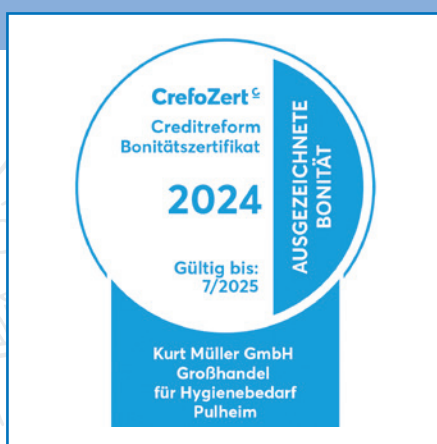 CrefoZert
Creditreform
Bonitätszertifikat
2024
Gültig bis:
7/2025
AUSGEZEICHNETE
BONITÄT
Kurt Müller GmbH
Großhandel
für Hygienebedarf
Pulheim